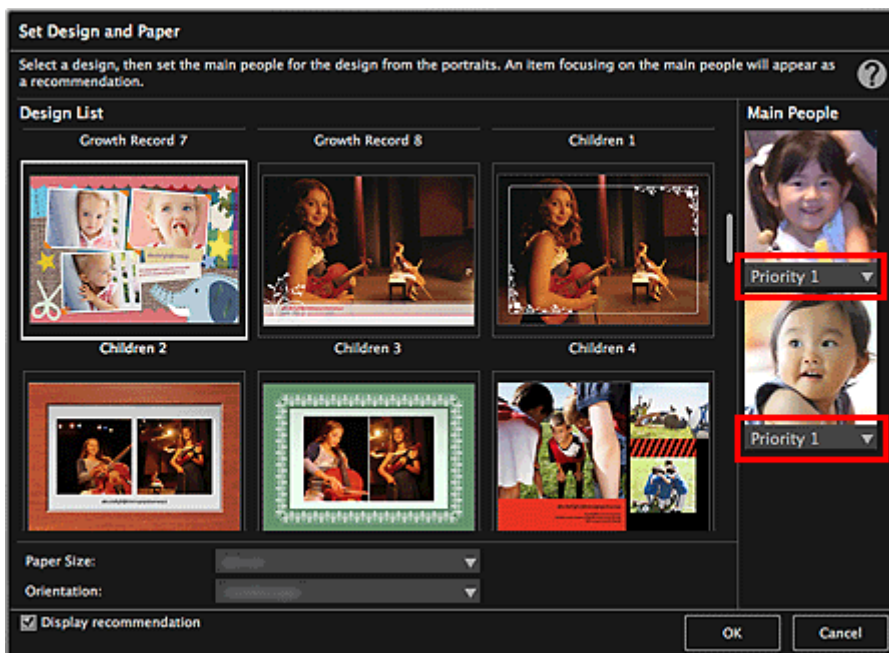 Set Design and Paper
Select a design, then set the main people for the design from the portraits. An item focusing on the main people will appear as
a recommendation.
Design List
Main People
Growth Record 7
Growth Record 8
Children 1
Children 2
Children 3
Children 4
Priority 1
Priority 1
Paper Size:
Orientation:
Display recommendation
OK
Cancel